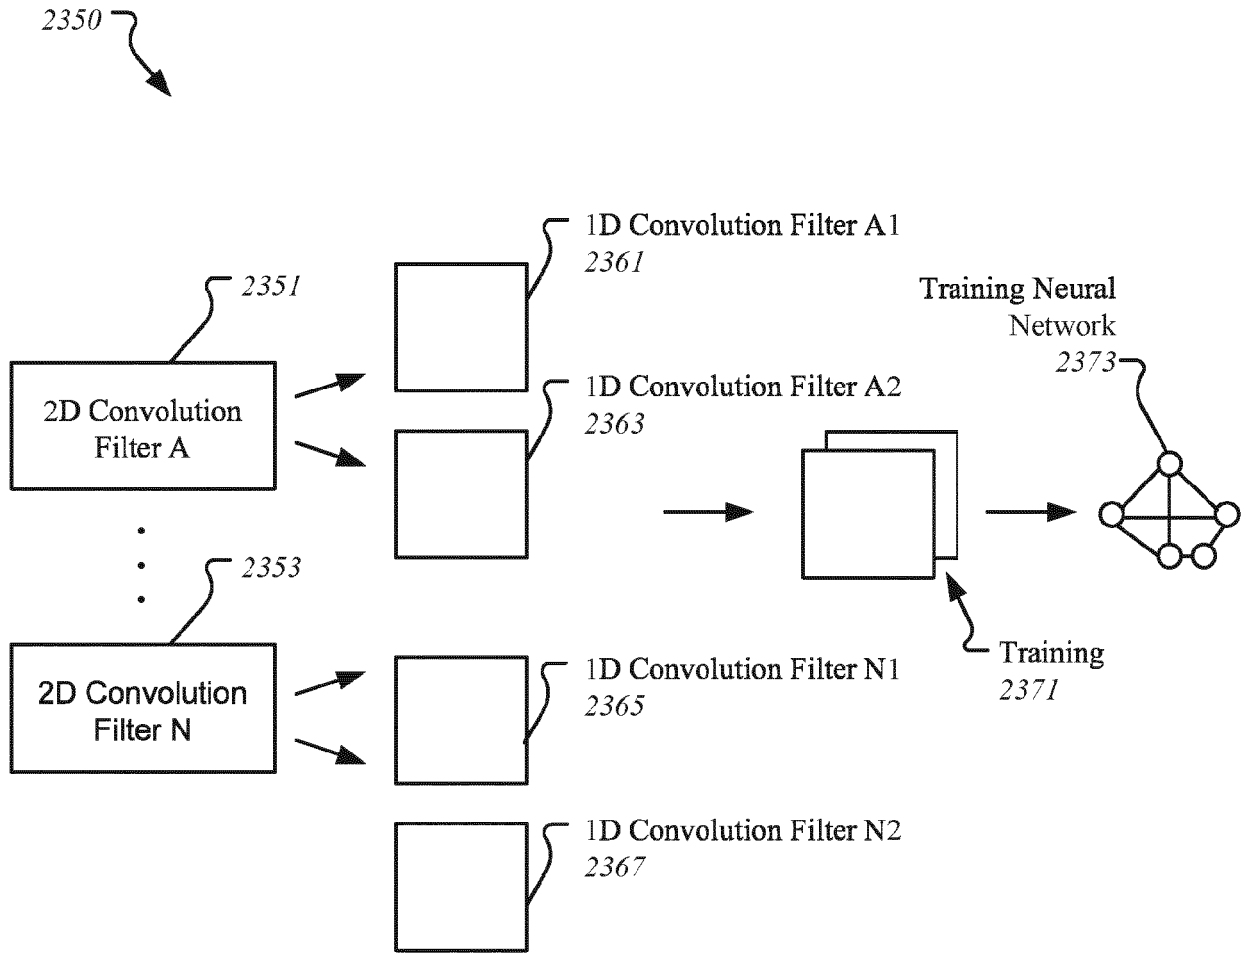 2350
1D Convolution Filter A1
2361
2351
Training Neural
Network
2373
2D Convolution
Filter A
1D Convolution Filter A2
2363
2353
2D Convolution
Filter N
1D Convolution Filter N1
2365
Training
2371
1D Convolution Filter N2
2367